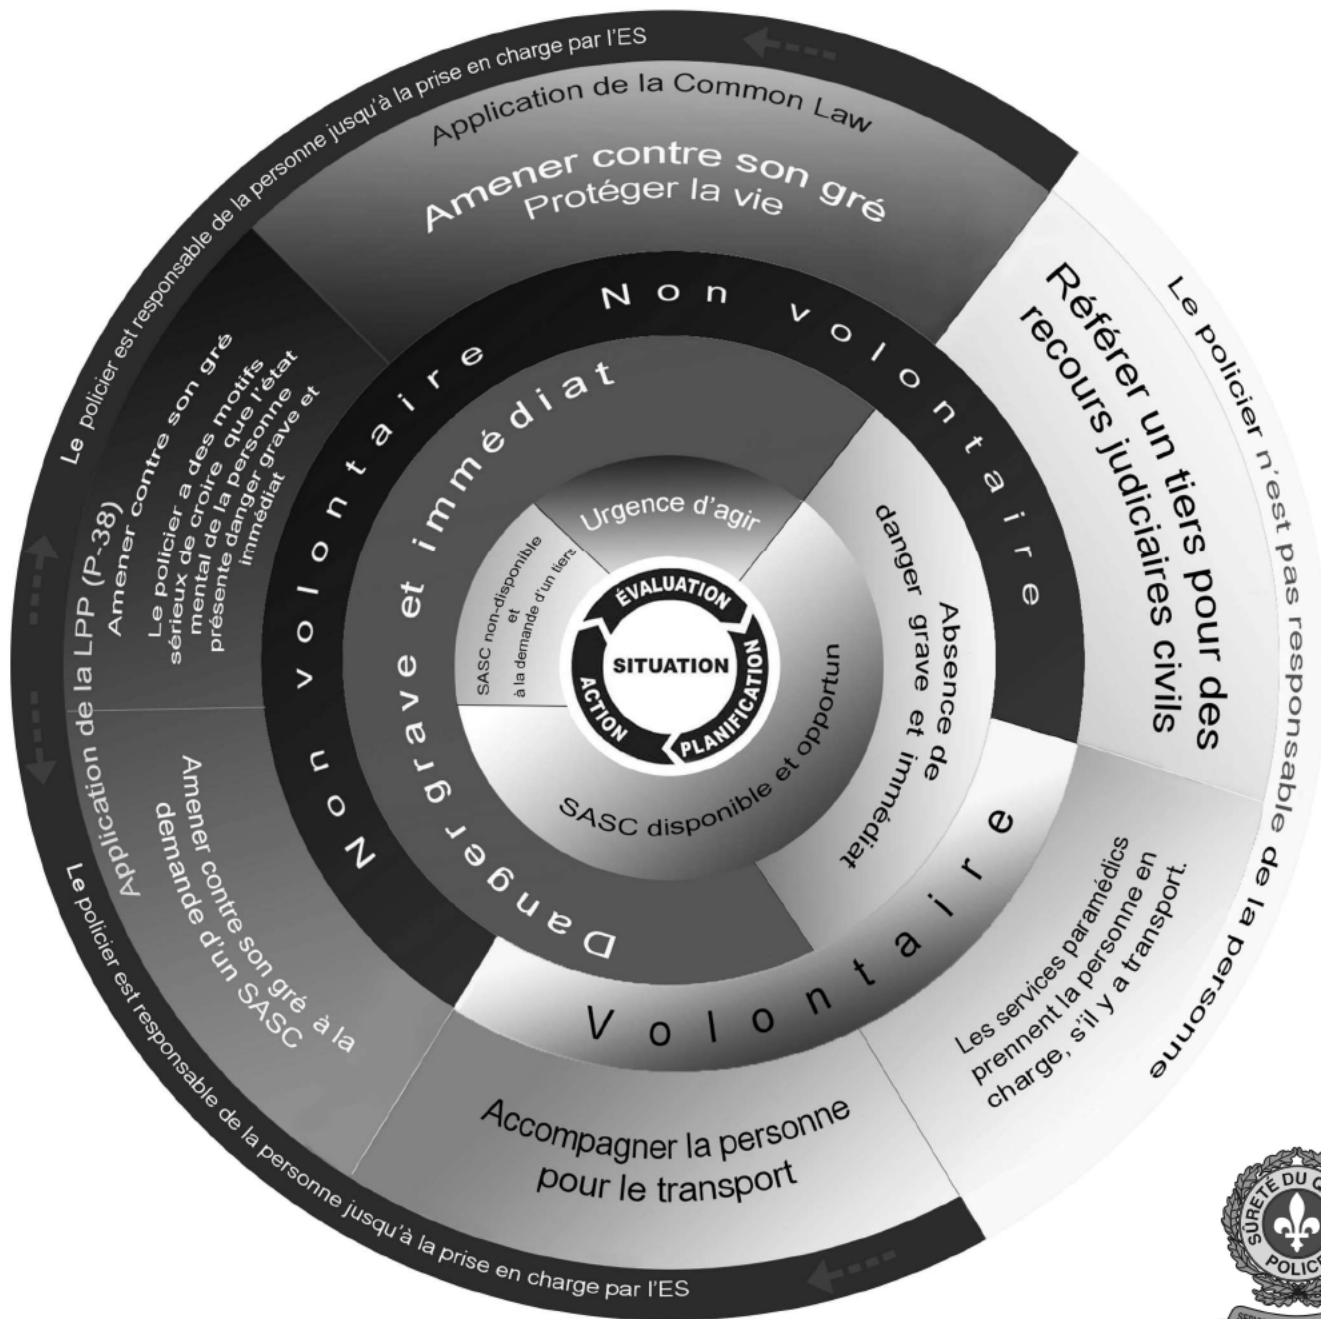 Le policier est responsable de la personne jusqu'à la prise en charge par l'ES
Application de la Common Law
Amener contre son gré
Protéger la vie
Le policier n'est pas responsable de la personne
Référer un tiers pour des
recours judiciaires civils
Les services paramédics
prennent la personne en
charge, s'il y a transport.
Accompagner la personne
pour le transport
Le policier est responsable de la personne jusqu'à la prise en charge par l'ES
Application de la LPP (P-38)
Amener contre son gré
Le policier a des motifs
sérieux de croire que l'état
mental de la personne
présente danger grave et
immédiat
Amener contre son gré à la
demande d'un SASC
Non volontaire
Non volontaire
Volontaire
Danger grave et immédiat
Absence de
danger grave et immédiat
Urgence d'agir
SASC non-disponible
et
à la demande d'un tiers
SASC disponible et opportun
ÉVALUATION
PLANIFICATION
ACTION
SITUATION
SÛRETÉ DU
POLICE